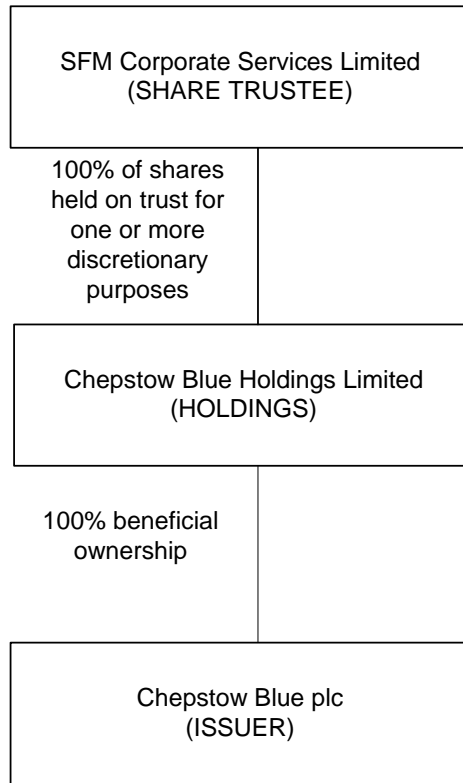 SFM Corporate Services Limited
(SHARE TRUSTEE)
100% of shares
held on trust for
one or more
discretionary
purposes
Chepstow Blue Holdings Limited
(HOLDINGS)
100% beneficial
ownership
Chepstow Blue plc
(ISSUER)